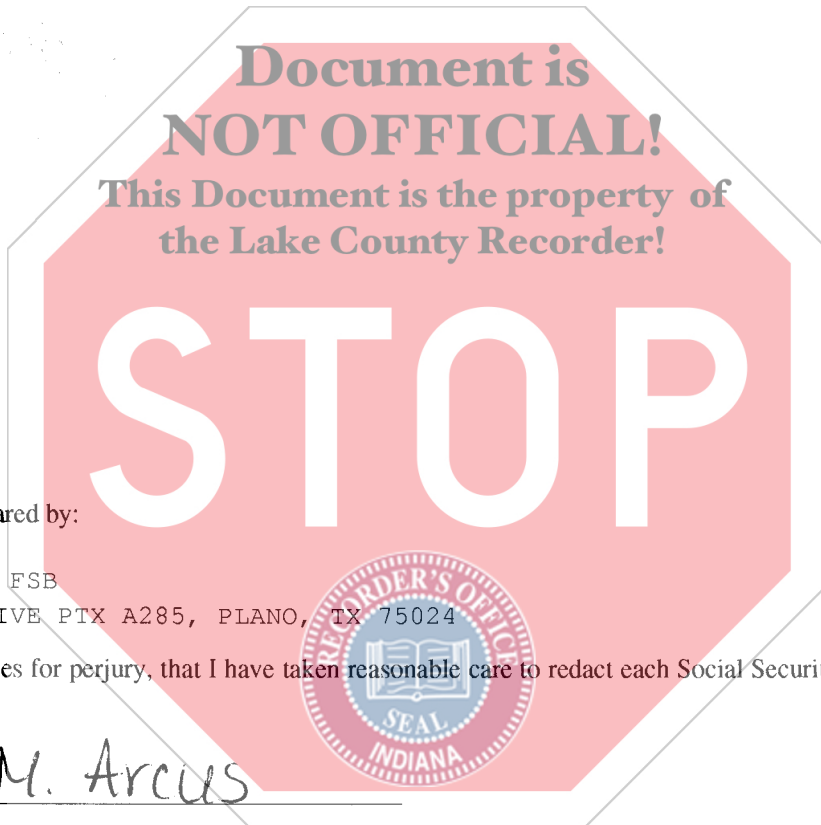 Document is
NOT OFFICIAL!
This Document is the property of
the Lake County Recorder!
STOP
ared by:
FSB
IVE PTX A285, PLANO, TX 75024
es for perjury, that I have taken reasonable care to redact each Social Securi
RECORDER'S OFFICE
SEAL
INDIANA
M. Arcus